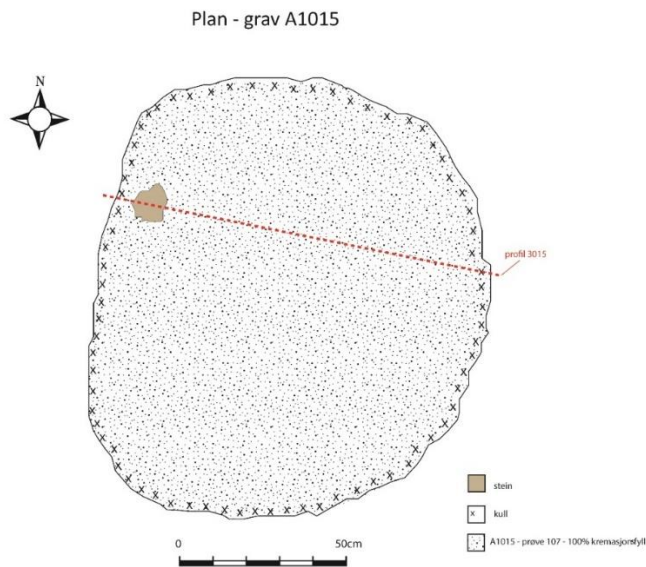 Plan - grav A1015
N
profil 3015
stein
x kull
A1015 - prøve 107 - 100% kremasjonsfyll
0 50cm